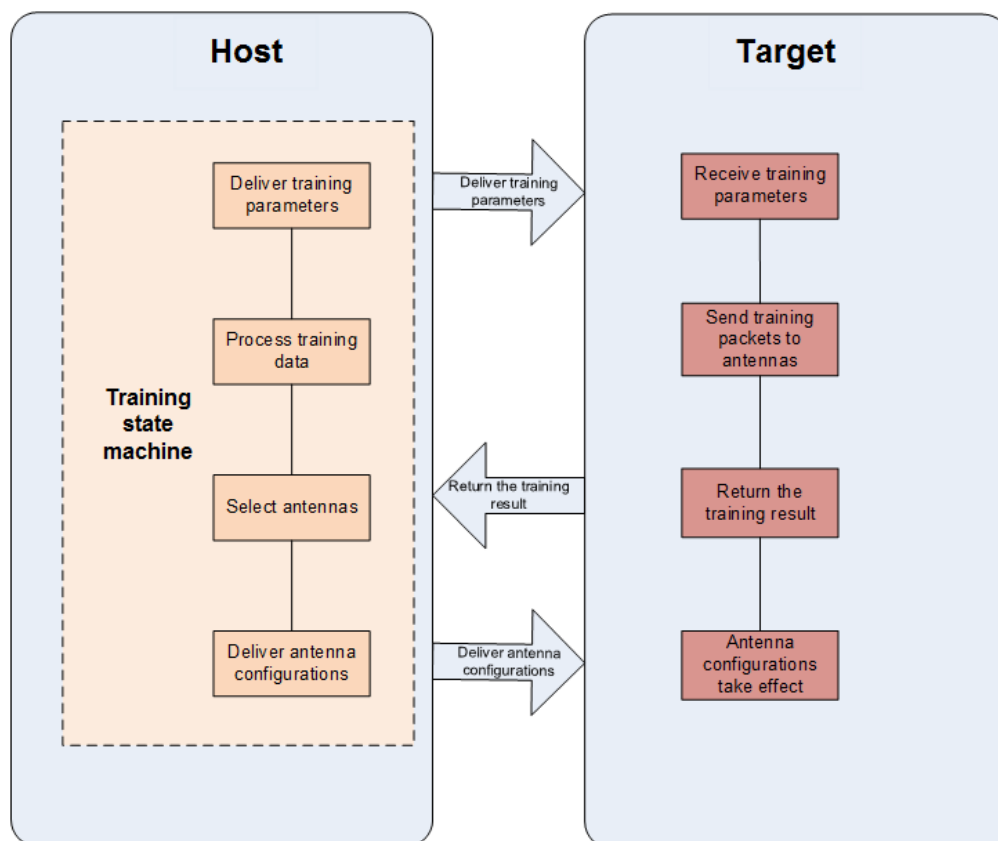 Host
Target
Deliver training
parameters
Deliver training
parameters
Receive training
parameters
Process training
data
Send training
packets to
antennas
Training
state
machine
Select antennas
Return the training
result
Return the
training result
Deliver antenna
configurations
Deliver antenna
configurations
Antenna
configurations
take effect